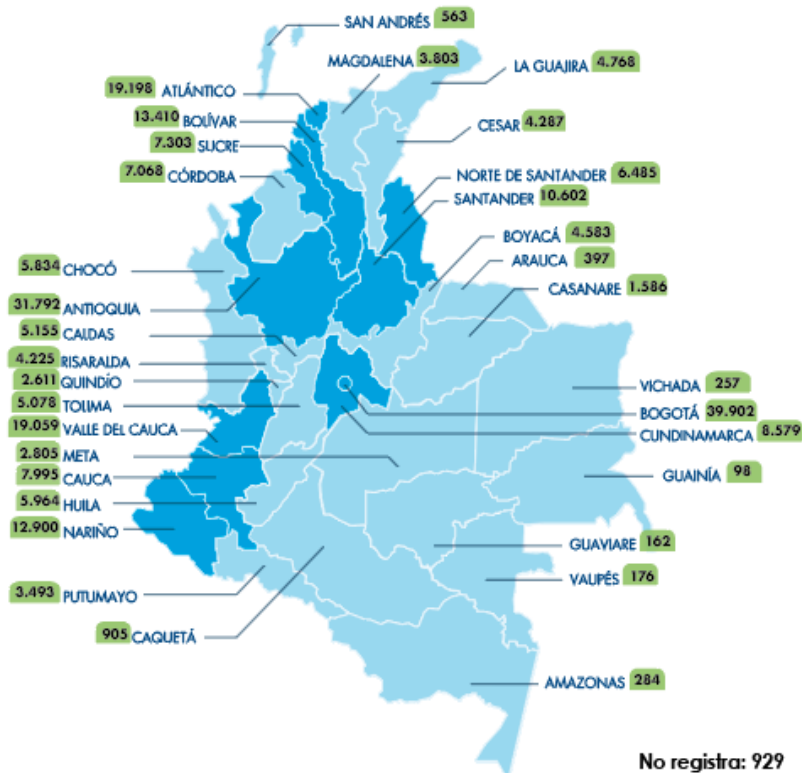 SAN ANDRÉS 563
MAGDALENA 3.803
LA GUAJIRA 4.768
19.198 ATLÁNTICO
13.410 BOLÍVAR
CESAR 4.287
7.303 SUCRE
7.068 CÓRDOBA
NORTE DE SANTANDER 6.485
SANTANDER 10.602
BOYACÁ 4.583
ARAUCA 397
5.834 CHOCÓ
CASANARE 1.586
31.792 ANTIOQUIA
5.155 CALDAS
4.225 RISARALDA
2.611 QUINDÍO
VICHADA 257
5.078 TOLIMA
BOGOTÁ 39.902
19.059 VALLE DEL CAUCA
CUNDINAMARCA 8.579
2.805 META
7.995 CAUCA
GUAINÍA 98
5.964 HUILA
12.900 NARIÑO
GUAVIARE 162
VAUPÉS 176
3.493 PUTUMAYO
905 CAQUETÁ
AMAZONAS 284
No registra: 929